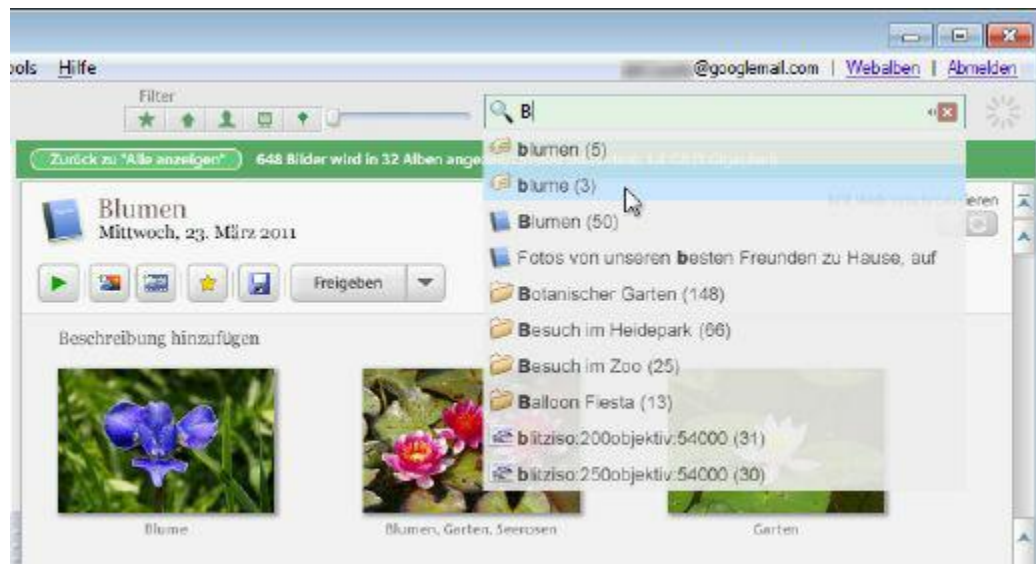 ools Hilfe
@googlemail.com | Webalben | Abmelden
Filter
B
Zurück zu "Alle anzeigen" 648 Bilder wird in 32 Alben ange
blumen (5)
blume (3)
Blumen
Mittwoch, 23. März 2011
eren
Blumen (50)
Fotos von unseren besten Freunden zu Hause, auf
Freigeben
Botanischer Garten (148)
Beschreibung hinzufügen
Besuch im Heidepark (66)
Besuch im Zoo (25)
Balloon Fiesta (13)
blitziso:200objektiv:54000 (31)
blitziso:250objektiv:54000 (30)
Blume
Blumen, Garten, Seerosen
Garten